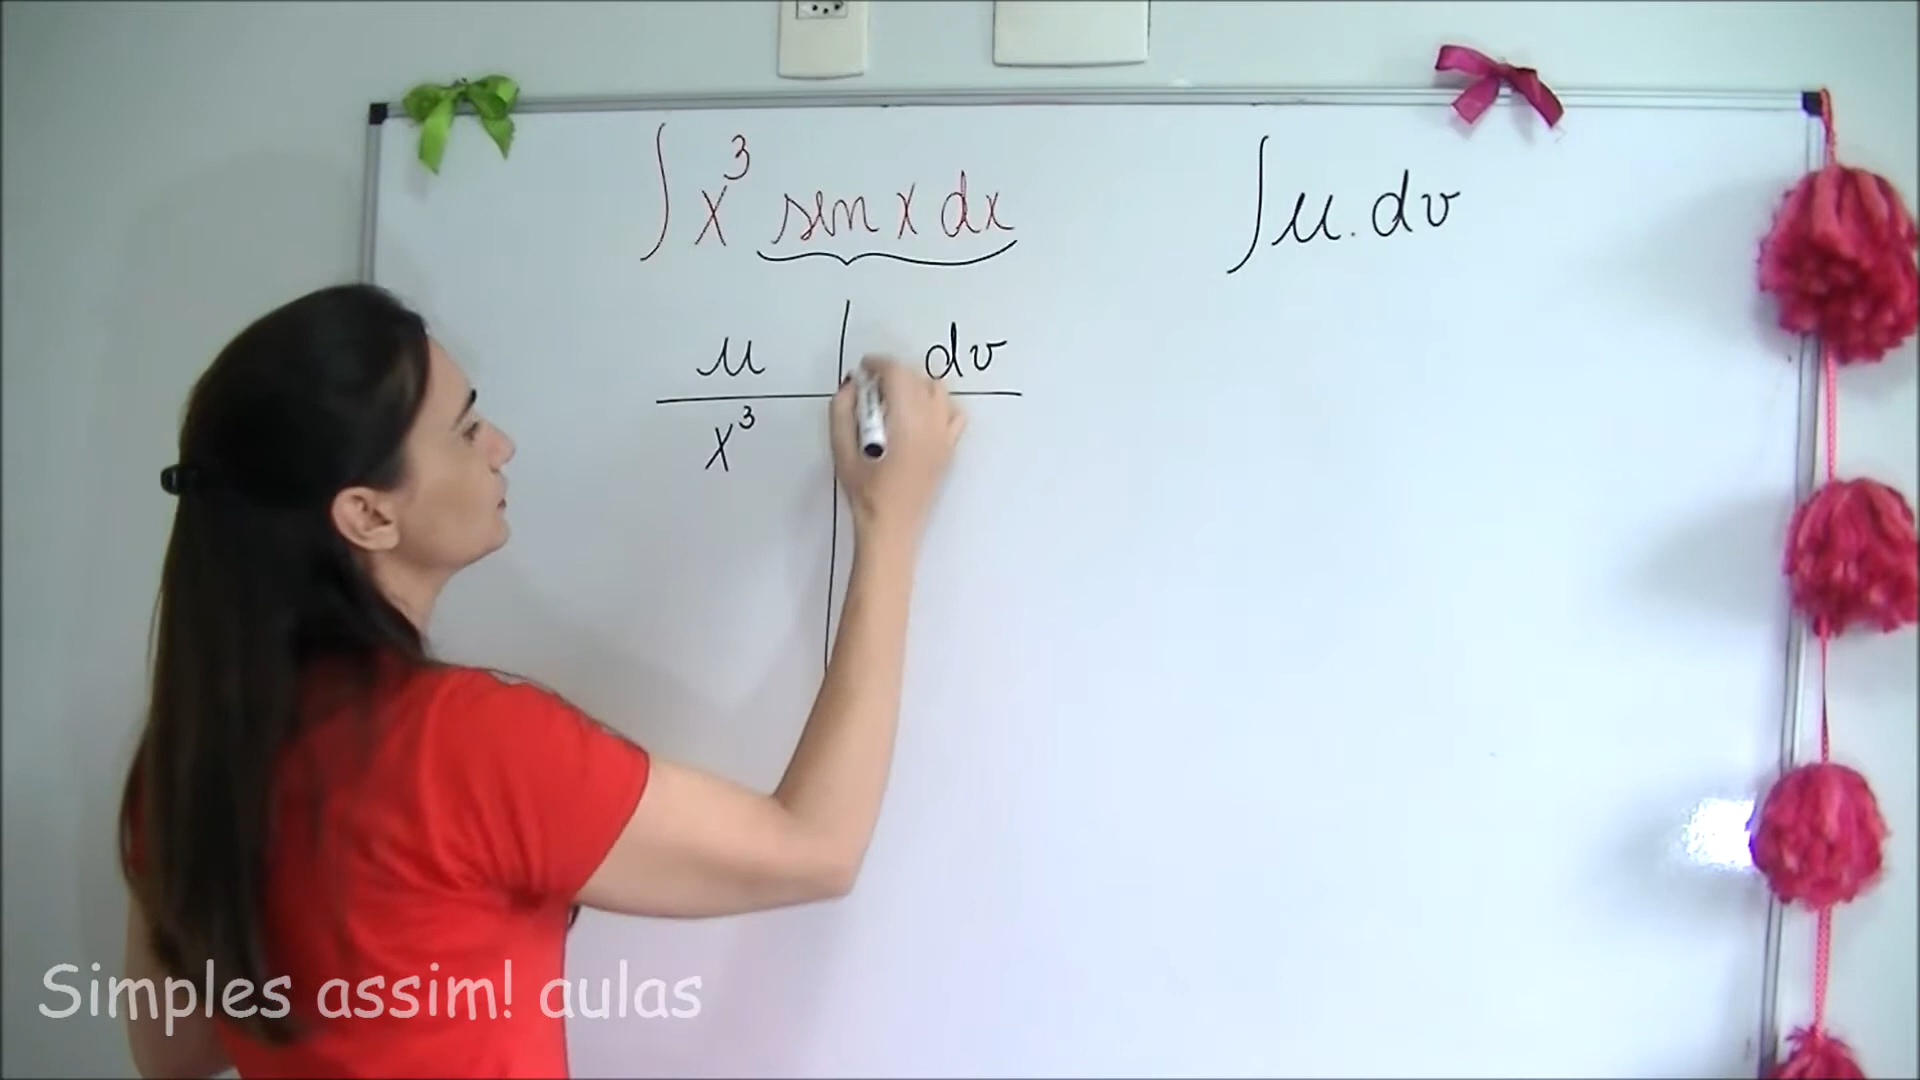 ∫ x³ sen x dx
∫ u . dv
u dv
x³
Simples assim! aulas